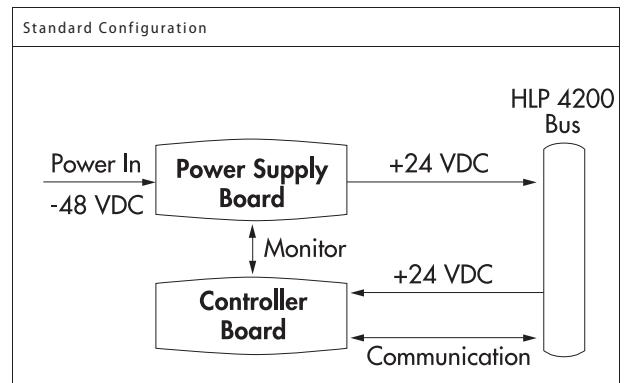 Standard Configuration
HLP 4200
Bus
Power In
-48 VDC
Power Supply
Board
+24 VDC
Monitor
+24 VDC
Controller
Board
Communication